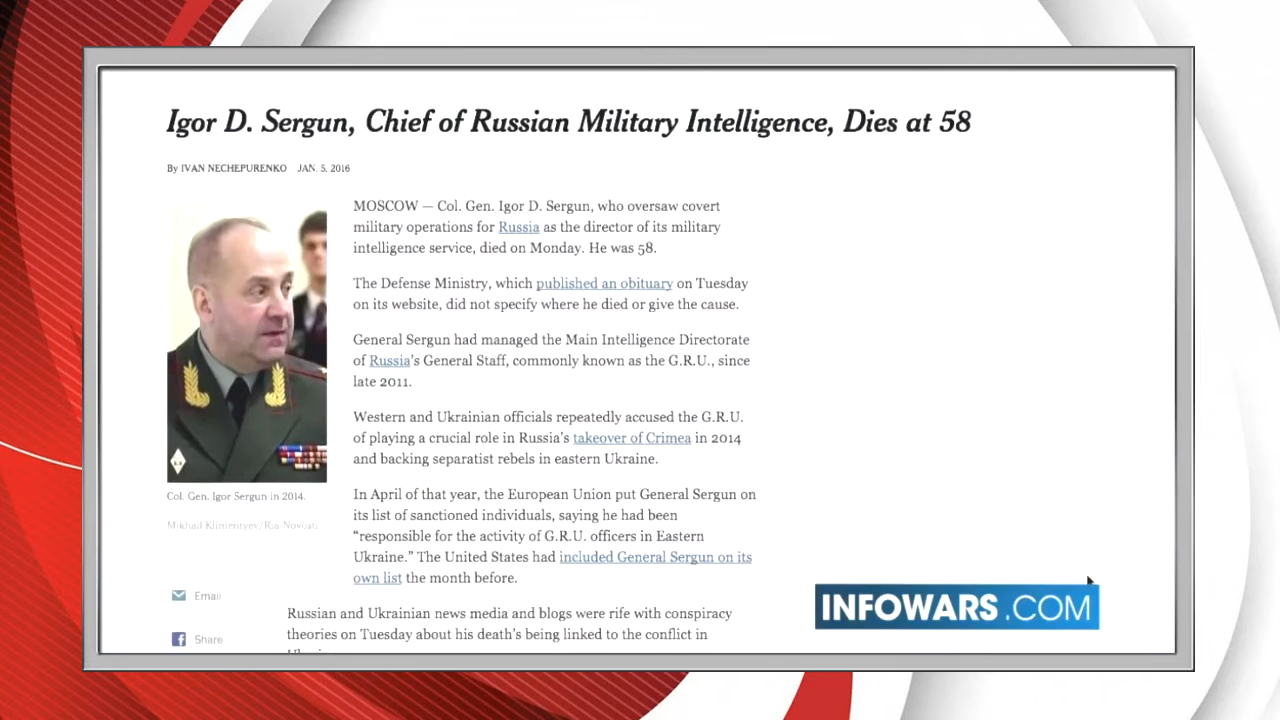 Igor D. Sergun, Chief of Russian Military Intelligence, Dies at 58
By IVAN NECHEPURENKO JAN. 5, 2016
MOSCOW — Col. Gen. Igor D. Sergun, who oversaw covert
military operations for Russia as the director of its military
intelligence service, died on Monday. He was 58.
The Defense Ministry, which published an obituary on Tuesday
on its website, did not specify where he died or give the cause.
General Sergun had managed the Main Intelligence Directorate
of Russia's General Staff, commonly known as the G.R.U., since
late 2011.
Western and Ukrainian officials repeatedly accused the G.R.U.
of playing a crucial role in Russia's takeover of Crimea in 2014
and backing separatist rebels in eastern Ukraine.
In April of that year, the European Union put General Sergun on
its list of sanctioned individuals, saying he had been
“responsible for the activity of G.R.U. officers in Eastern
Ukraine.” The United States had included General Sergun on its
own list the month before.
Col. Gen. Igor Sergun in 2014.
Mikhail Klimentyev/Ria Novosti
Email
Share
Russian and Ukrainian news media and blogs were rife with conspiracy
theories on Tuesday about his death's being linked to the conflict in
INFOWARS.COM